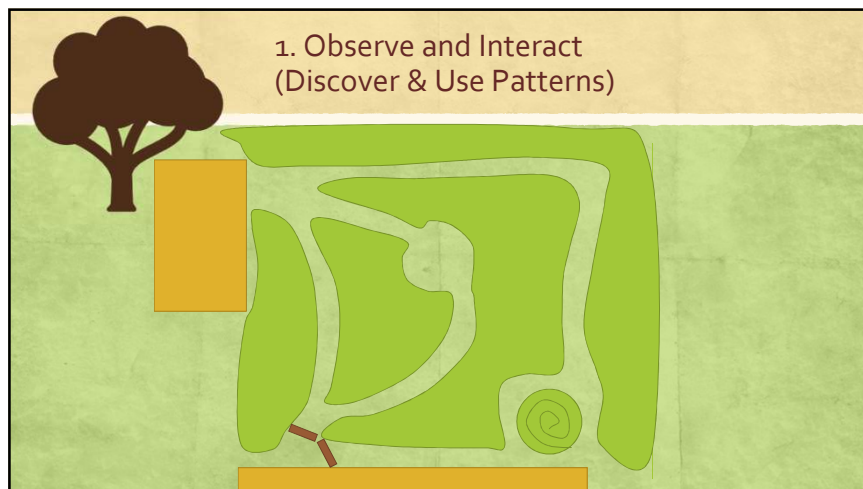 1. Observe and Interact
(Discover & Use Patterns)